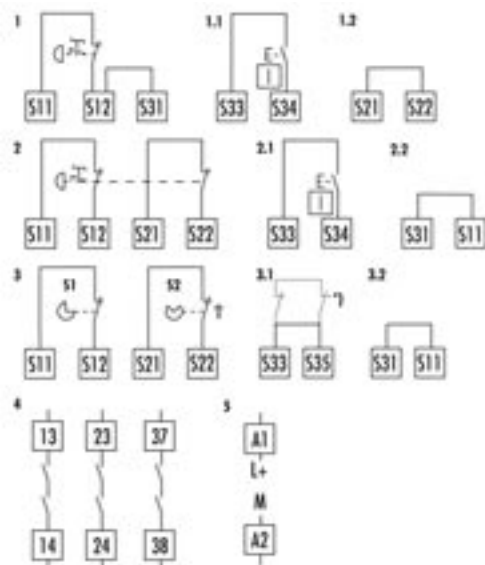 1 1.1 1.2
E-
S11 S12 S31 S33 S34 S21 S22
2 2.1 2.2
E-
S11 S12 S21 S22 S33 S34 S31 S11
3 S1 S2 3.1 3.2
S11 S12 S21 S22 S33 S35 S31 S11
4 5
13 23 37 A1
L+
M
14 24 38 A2